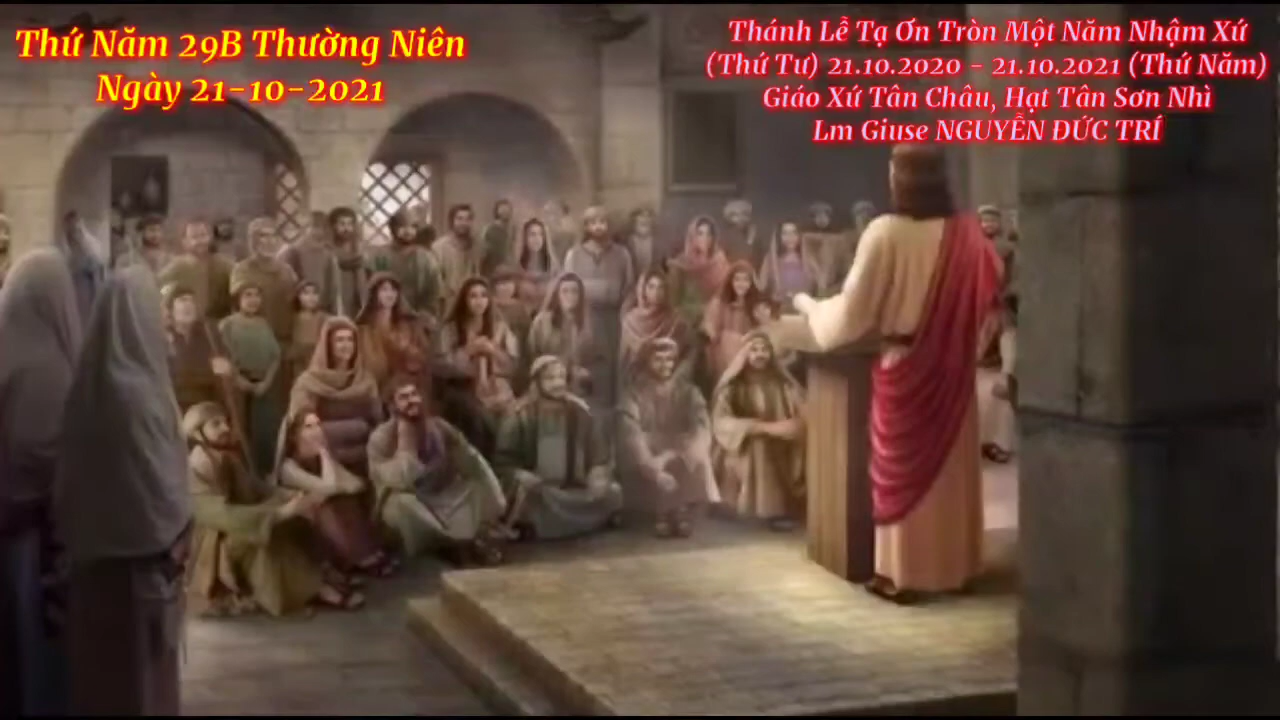 Thứ Năm 29B Thường Niên
Ngày 21-10-2021
Thánh Lễ Tạ Ơn Tròn Một Năm Nhậm Xứ
(Thứ Tư) 21.10.2020 - 21.10.2021 (Thứ Năm)
Giáo Xứ Tân Châu, Hạt Tân Sơn Nhì
Lm Giuse NGUYỄN ĐỨC TRÍ